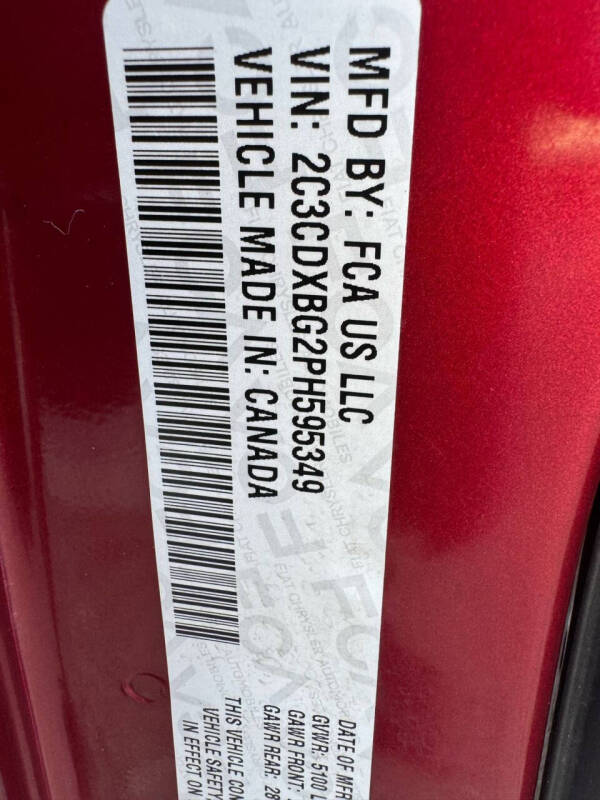 MFD BY: FCA US LLC
VIN: 2C3CDXBG2PH595349
VEHICLE MADE IN: CANADA
DATE OF MFR
GVWR: 5100 L
GAWR FRONT:
GAWR REAR: 28
THIS VEHICLE CON
VEHICLE SAFETY
IN EFFECT ON